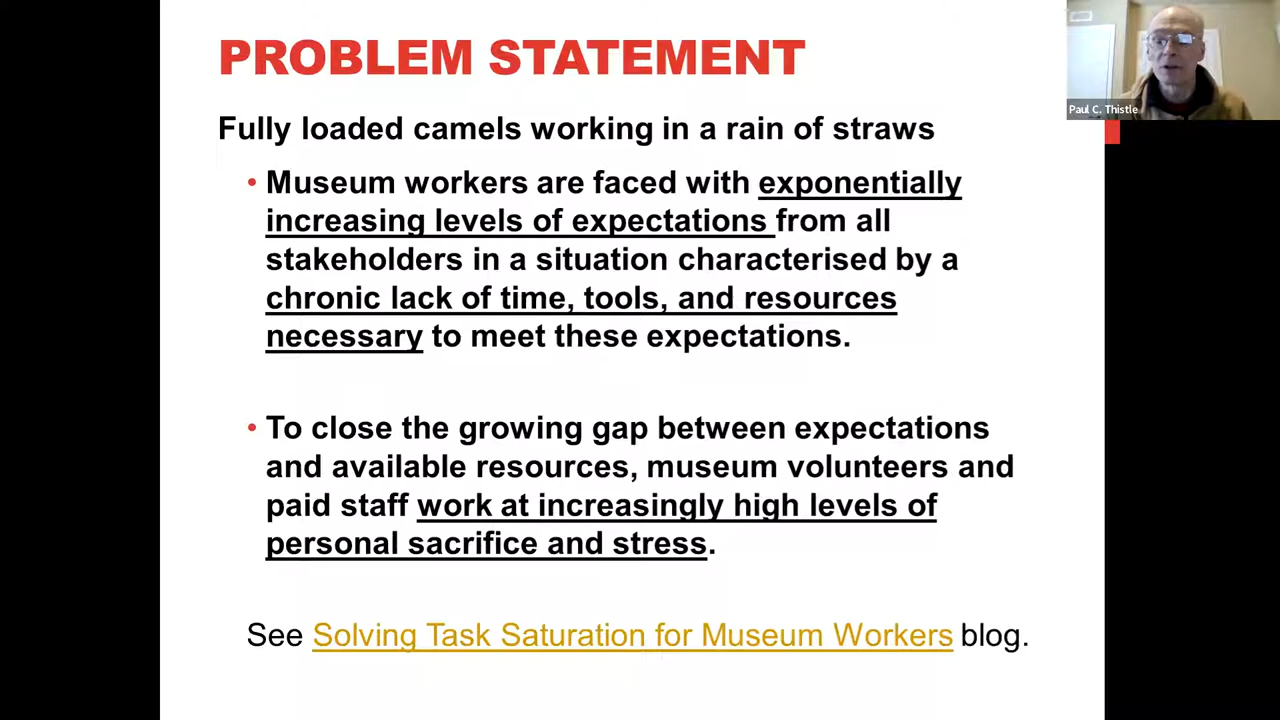 PROBLEM STATEMENT
Paul C. Thistle
Fully loaded camels working in a rain of straws
• Museum workers are faced with exponentially
increasing levels of expectations from all
stakeholders in a situation characterised by a
chronic lack of time, tools, and resources
necessary to meet these expectations.
• To close the growing gap between expectations
and available resources, museum volunteers and
paid staff work at increasingly high levels of
personal sacrifice and stress.
See Solving Task Saturation for Museum Workers blog.